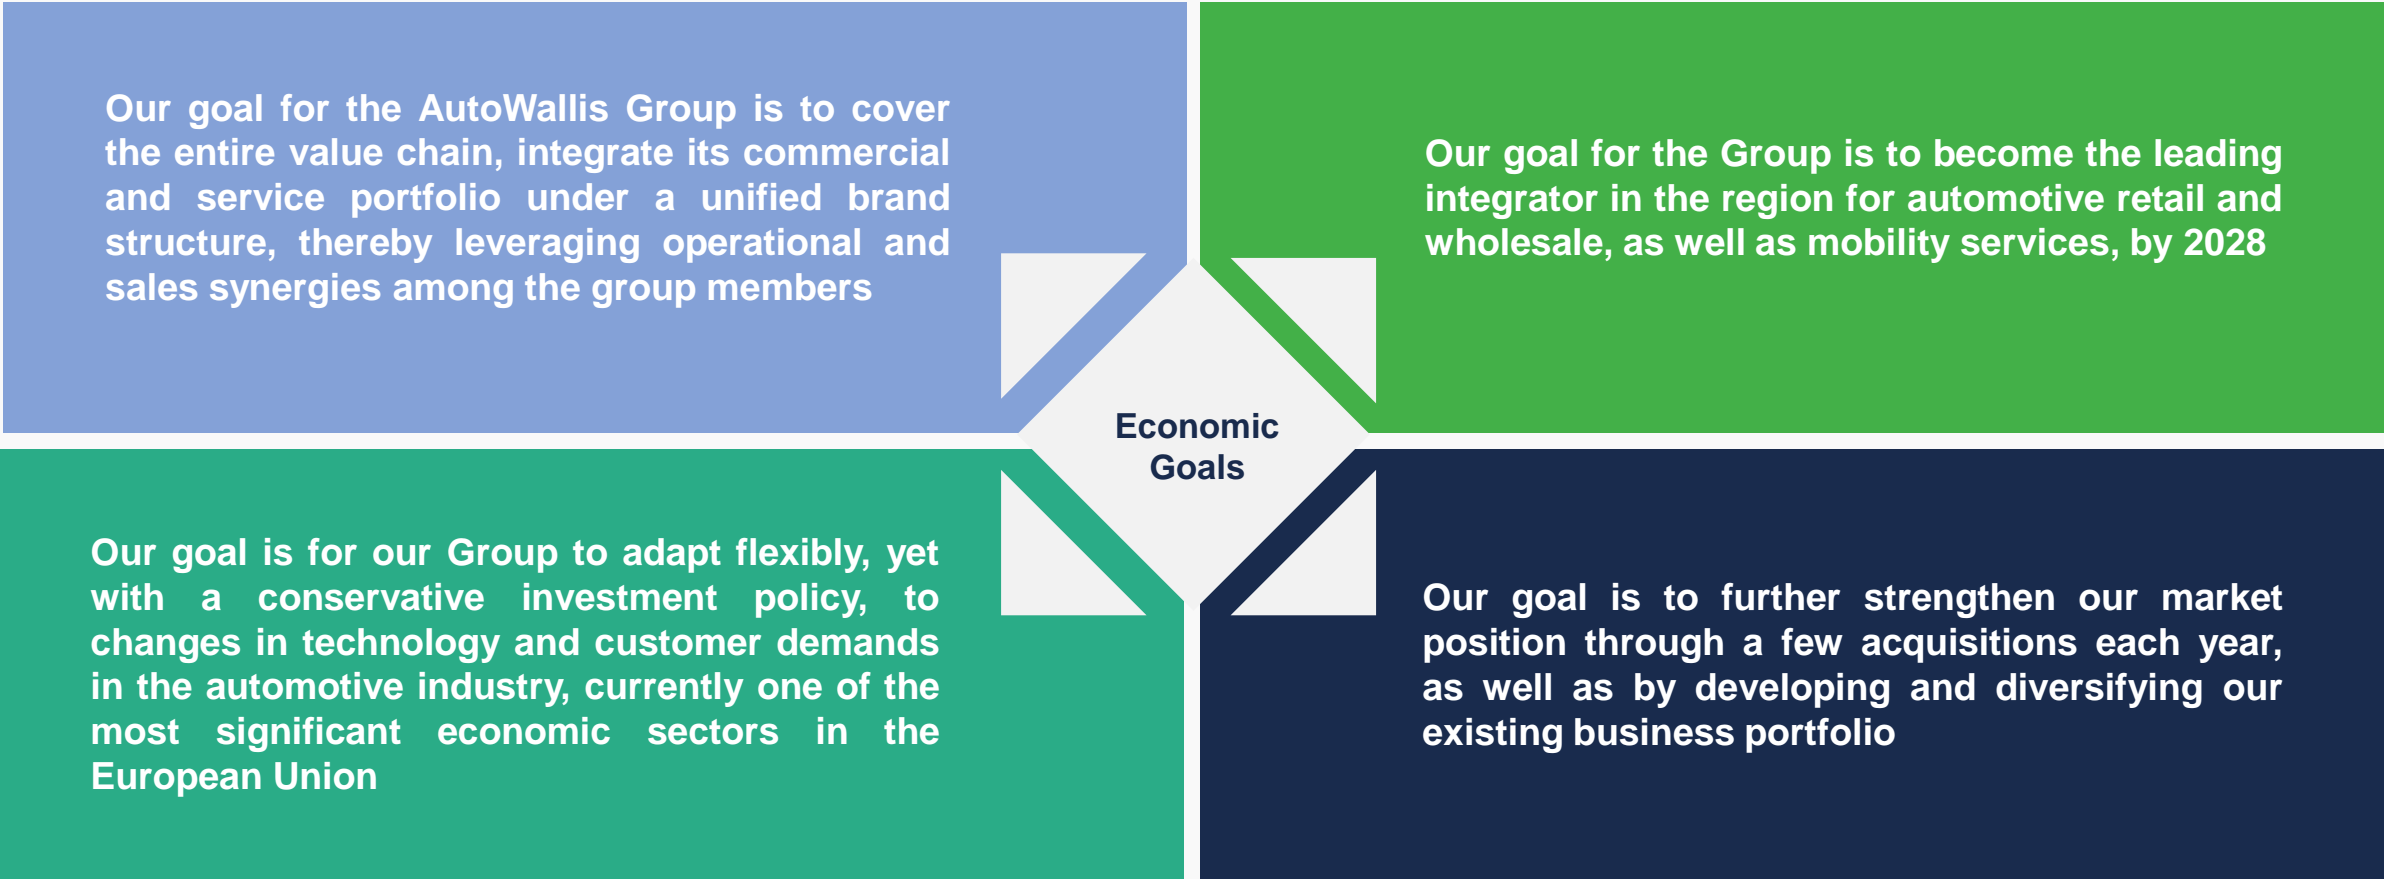 Our goal for the AutoWallis Group is to cover
the entire value chain, integrate its commercial
and service portfolio under a unified brand
structure, thereby leveraging operational and
sales synergies among the group members
Our goal for the Group is to become the leading
integrator in the region for automotive retail and
wholesale, as well as mobility services, by 2028
Economic
Goals
Our goal is for our Group to adapt flexibly, yet
with a conservative investment policy, to
changes in technology and customer demands
in the automotive industry, currently one of the
most significant economic sectors in the
European Union
Our goal is to further strengthen our market
position through a few acquisitions each year,
as well as by developing and diversifying our
existing business portfolio